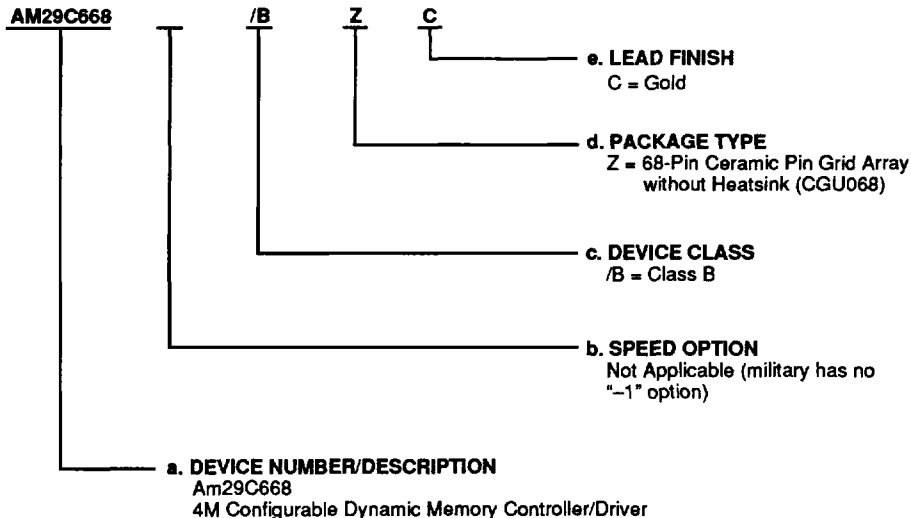 AM29C668 _ /B Z C
e. LEAD FINISH
C = Gold
d. PACKAGE TYPE
Z = 68-Pin Ceramic Pin Grid Array
without Heatsink (CGU068)
c. DEVICE CLASS
/B = Class B
b. SPEED OPTION
Not Applicable (military has no
"–1" option)
a. DEVICE NUMBER/DESCRIPTION
Am29C668
4M Configurable Dynamic Memory Controller/Driver